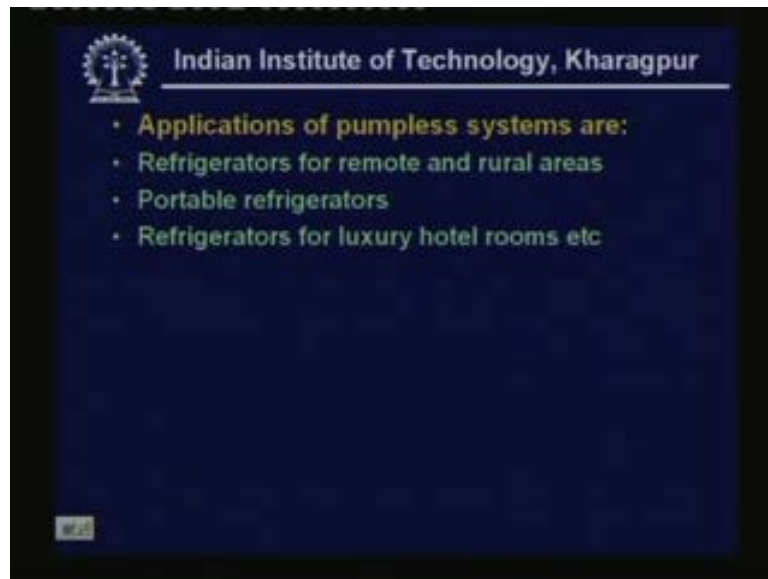 Indian Institute of Technology, Kharagpur
• Applications of pumpless systems are:
• Refrigerators for remote and rural areas
• Portable refrigerators
• Refrigerators for luxury hotel rooms etc